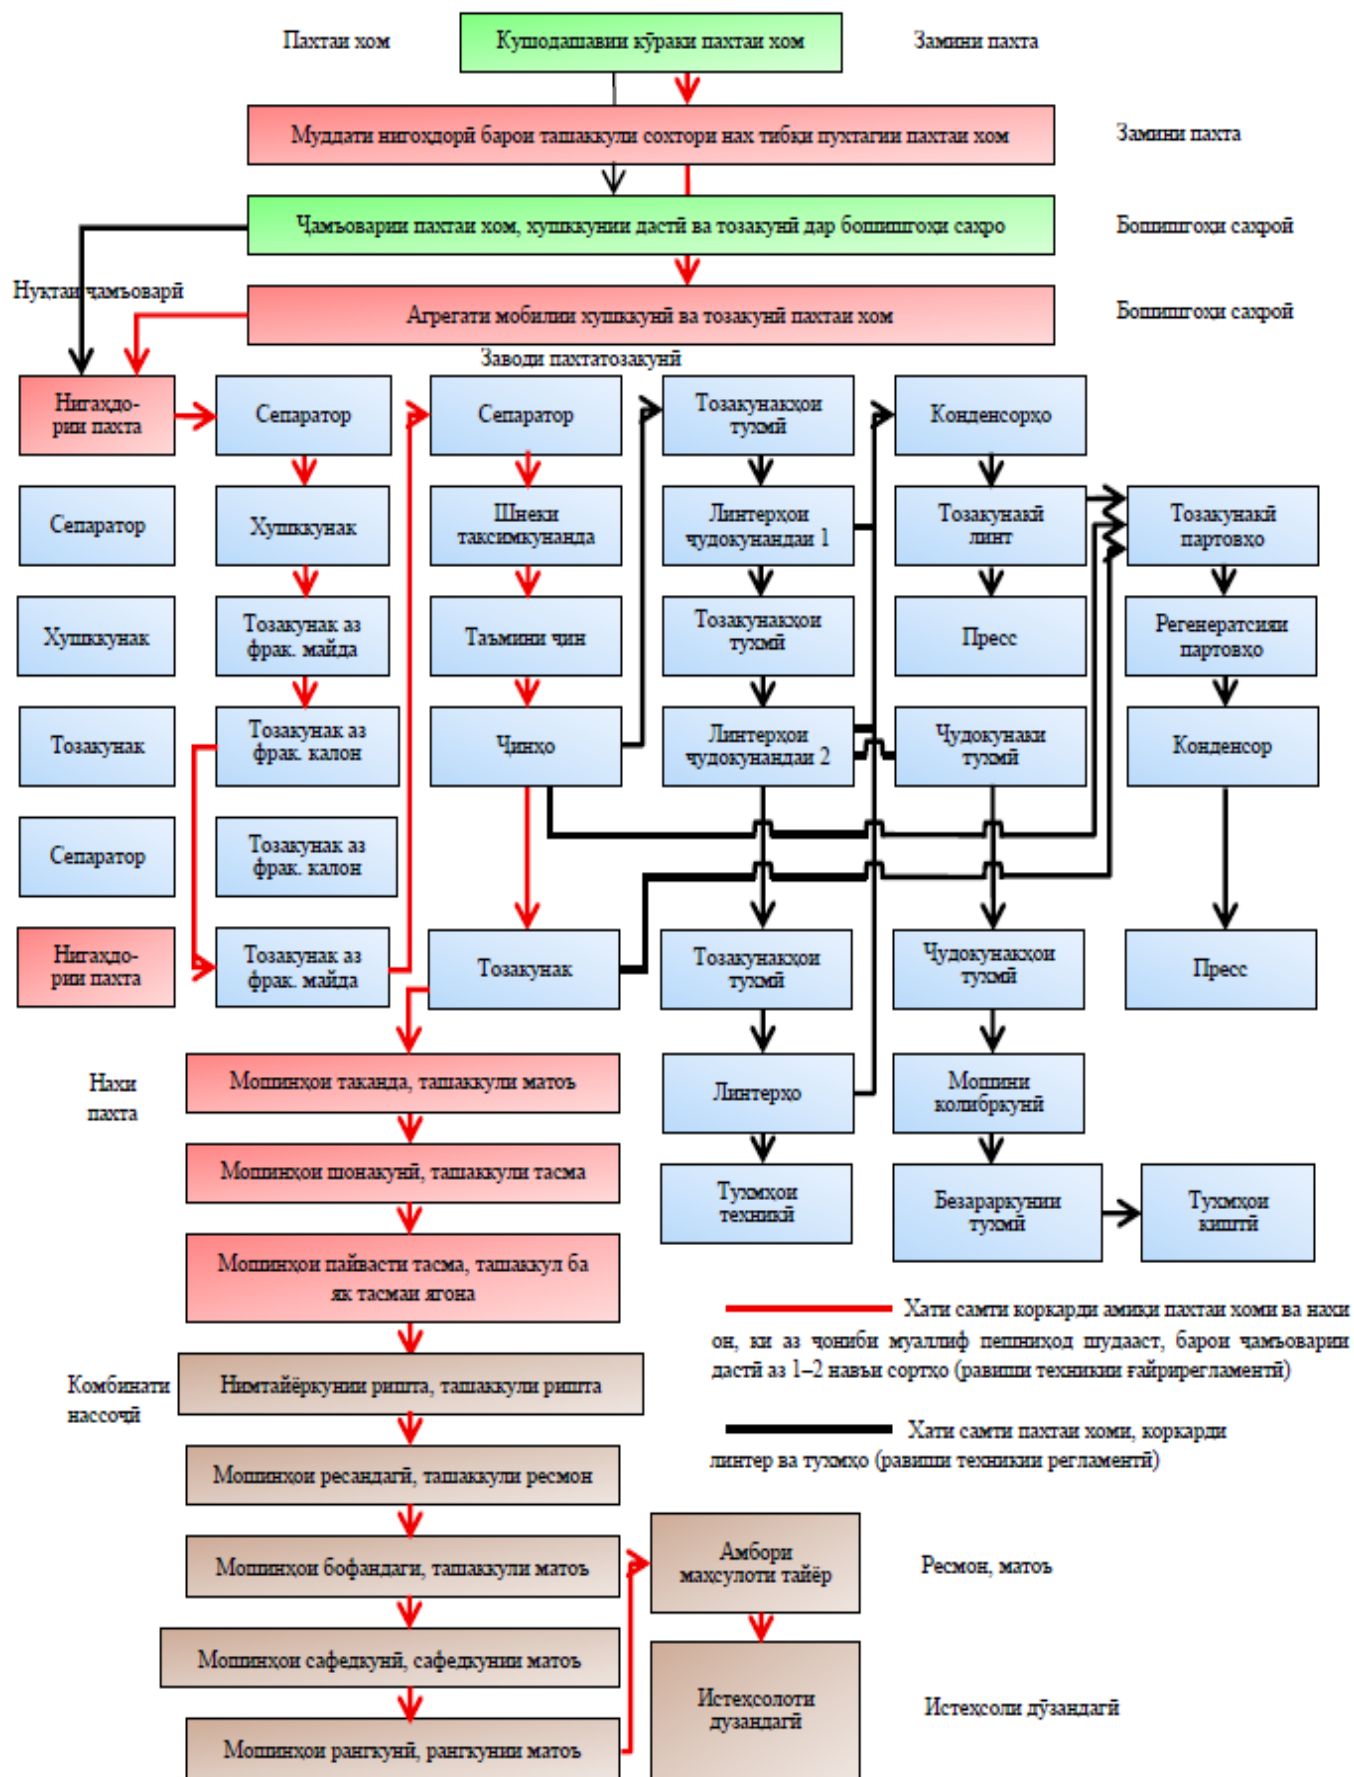 Пахтаи хом
Кушодашавии кӯраки пахтаи хом
Замини пахта
Муддати нигоҳдорӣ барои ташаккули сохтори нах тибқи пухтагии пахтаи хом
Замини пахта
Ҷамъоварии пахтаи хом, хушккунии дастӣ ва тозакунӣ дар бошишгоҳи саҳро
Бошишгоҳи саҳроӣ
Нуқтаи ҷамъоварӣ
Агрегати мобилии хушккунӣ ва тозакунӣ пахтаи хом
Бошишгоҳи саҳроӣ
Заводи пахтатозакунӣ
Нигаҳдо-
рии пахта
Сепаратор
Сепаратор
Тозакунакҳои
тухмӣ
Конденсорҳо
Сепаратор
Хушккунак
Шнеки
таксимкунанда
Линтерҳои
ҷудокунандаи 1
Тозакунакӣ
линт
Тозакунакӣ
партовҳо
Хушккунак
Тозакунак аз
фрак. майда
Таъмини ҷин
Тозакунакҳои
тухмӣ
Пресс
Регенератсияи
партовҳо
Тозакунак
Тозакунак аз
фрак. калон
Ҷинҳо
Линтерҳои
ҷудокунандаи 2
Ҷудокунаки
тухмӣ
Конденсор
Сепаратор
Тозакунак аз
фрак. калон
Нигаҳдо-
рии пахта
Тозакунак аз
фрак. майда
Тозакунак
Тозакунакҳои
тухмӣ
Ҷудокунакҳои
тухмӣ
Пресс
Нахи
пахта
Мошинҳои таканда, ташаккули матоъ
Линтерҳо
Мошини
колибркунӣ
Мошинҳои шонакунӣ, ташаккули тасма
Тухмҳои
техникӣ
Безараркунии
тухмӣ
Тухмҳои
киштӣ
Мошинҳои пайвасти тасма, ташаккул ба
як тасмаи ягона
Хати самти коркарди амиқи пахтаи хоми ва нахи
он, ки аз ҷониби муаллиф пешниҳод шудааст, барои ҷамъоварии
дастӣ аз 1–2 навъи сортҳо (равиши техникии ғайрирегламентӣ)
Комбинати
нассоҷӣ
Нимтайёркунии ришта, ташаккули ришта
Хати самти пахтаи хоми, коркарди
линтер ва тухмҳо (равиши техникии регламентӣ)
Мошинҳои ресандагӣ, ташаккули ресмон
Мошинҳои бофандаги, ташаккули матоъ
Амбори
маҳсулоти тайёр
Ресмон, матоъ
Мошинҳои сафедкунӣ, сафедкунии матоъ
Истеҳсолоти
дузандагӣ
Истеҳсоли дӯзандагӣ
Мошинҳои рангкунӣ, рангкунии матоъ